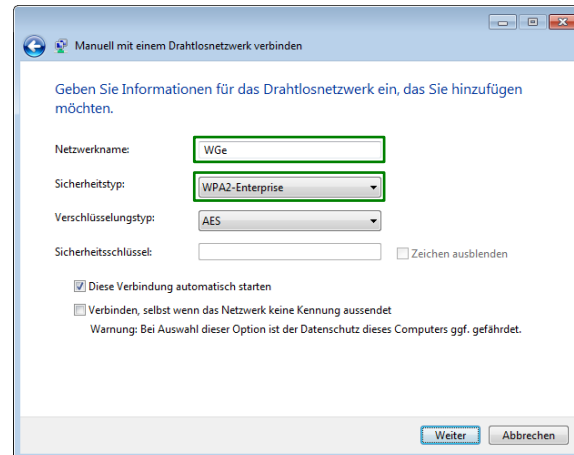 Manuell mit einem Drahtlosnetzwerk verbinden
Geben Sie Informationen für das Drahtlosnetzwerk ein, das Sie hinzufügen
möchten.
Netzwerkname: WGe
Sicherheitstyp: WPA2-Enterprise
Verschlüsselungstyp: AES
Sicherheitsschlüssel: Zeichen ausblenden
Diese Verbindung automatisch starten
Verbinden, selbst wenn das Netzwerk keine Kennung aussendet
Warnung: Bei Auswahl dieser Option ist der Datenschutz dieses Computers ggf. gefährdet.
Weiter Abbrechen